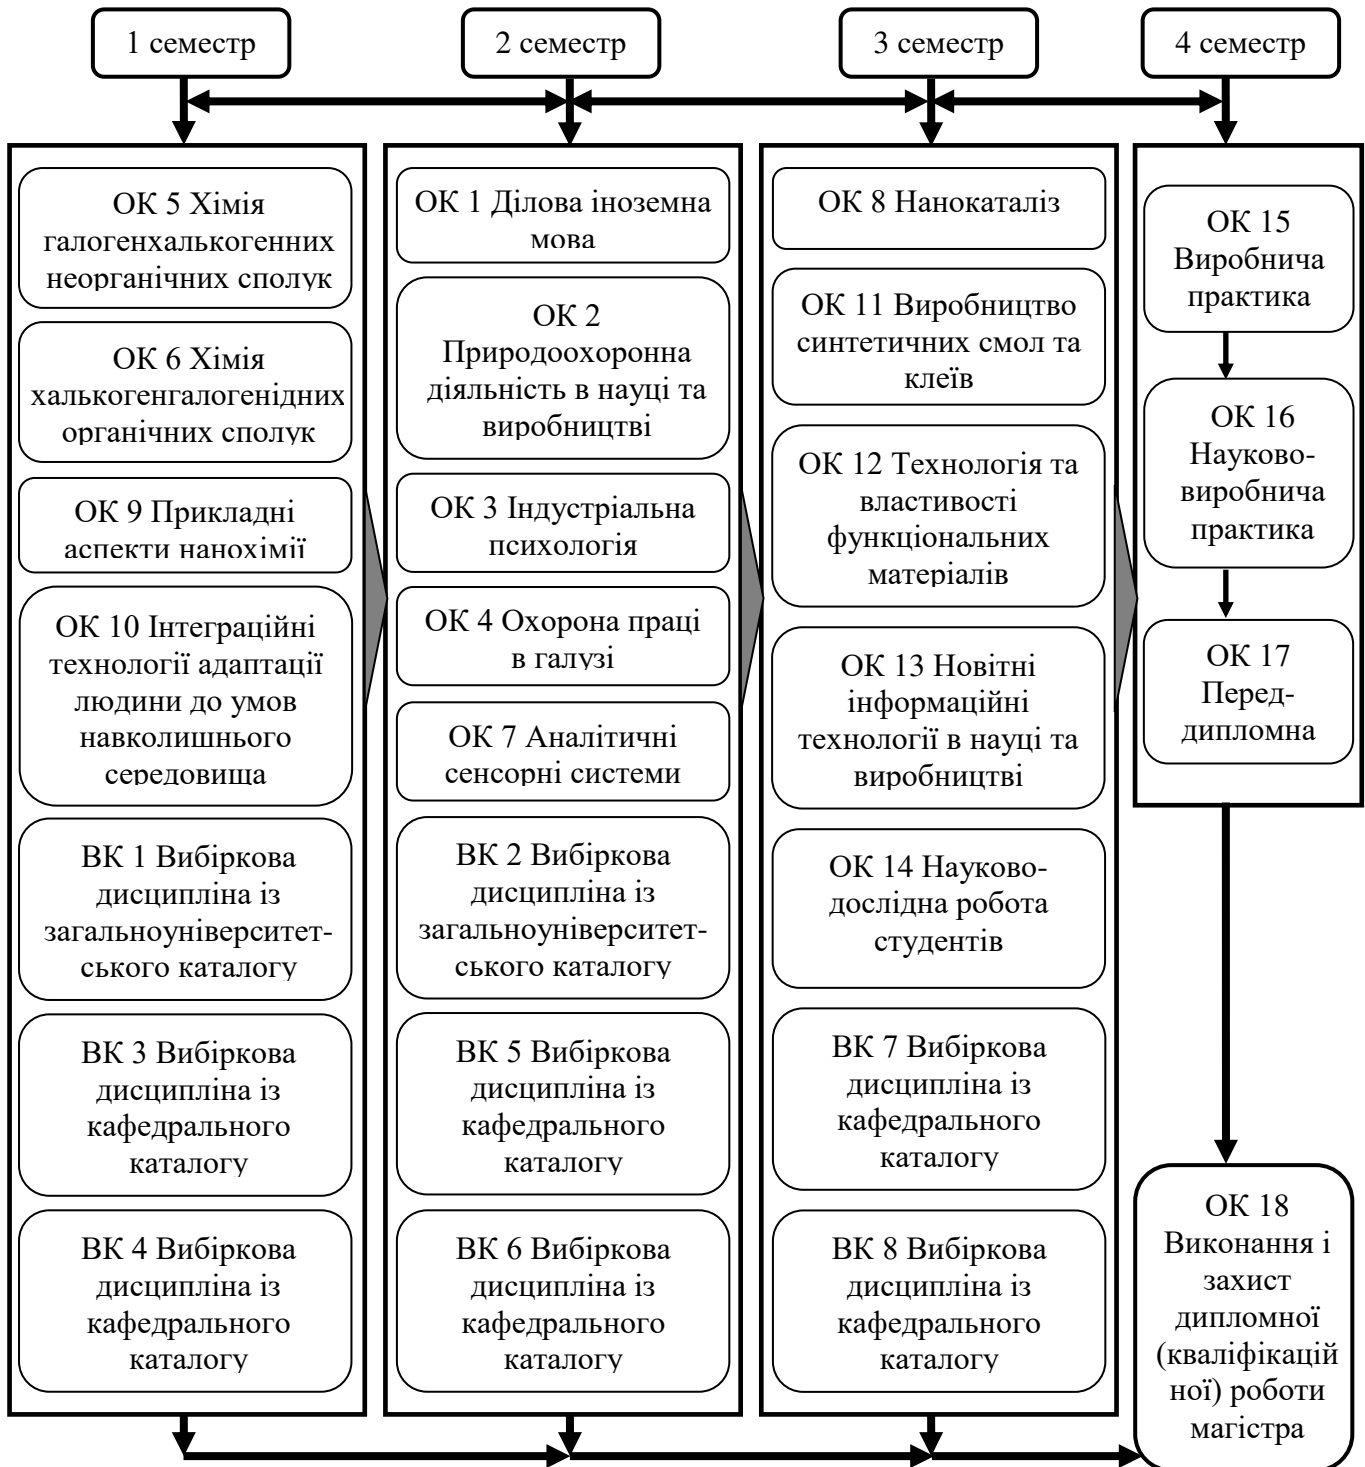 1 семестр
2 семестр
3 семестр
4 семестр
ОК 5 Хімія
галогенхалькогенних
неорганічних сполук
ОК 6 Хімія
халькогенгалогенідних
органічних сполук
ОК 9 Прикладні
аспекти нанохімії
ОК 10 Інтеграційні
технології адаптації
людини до умов
навколишнього
середовища
ВК 1 Вибіркова
дисципліна із
загальноуніверситет-
ського каталогу
ВК 3 Вибіркова
дисципліна із
кафедрального
каталогу
ВК 4 Вибіркова
дисципліна із
кафедрального
каталогу
ОК 1 Ділова іноземна
мова
ОК 2
Природоохоронна
діяльність в науці та
виробництві
ОК 3 Індустріальна
психологія
ОК 4 Охорона праці
в галузі
ОК 7 Аналітичні
сенсорні системи
ВК 2 Вибіркова
дисципліна із
загальноуніверситет-
ського каталогу
ВК 5 Вибіркова
дисципліна із
кафедрального
каталогу
ВК 6 Вибіркова
дисципліна із
кафедрального
каталогу
ОК 8 Нанокаталіз
ОК 11 Виробництво
синтетичних смол та
клеїв
ОК 12 Технологія та
властивості
функціональних
матеріалів
ОК 13 Новітні
інформаційні
технології в науці та
виробництві
ОК 14 Науково-
дослідна робота
студентів
ВК 7 Вибіркова
дисципліна із
кафедрального
каталогу
ВК 8 Вибіркова
дисципліна із
кафедрального
каталогу
ОК 15
Виробнича
практика
ОК 16
Науково-
виробнича
практика
ОК 17
Перед-
дипломна
ОК 18
Виконання і
захист
дипломної
(кваліфікацій
ної) роботи
магістра